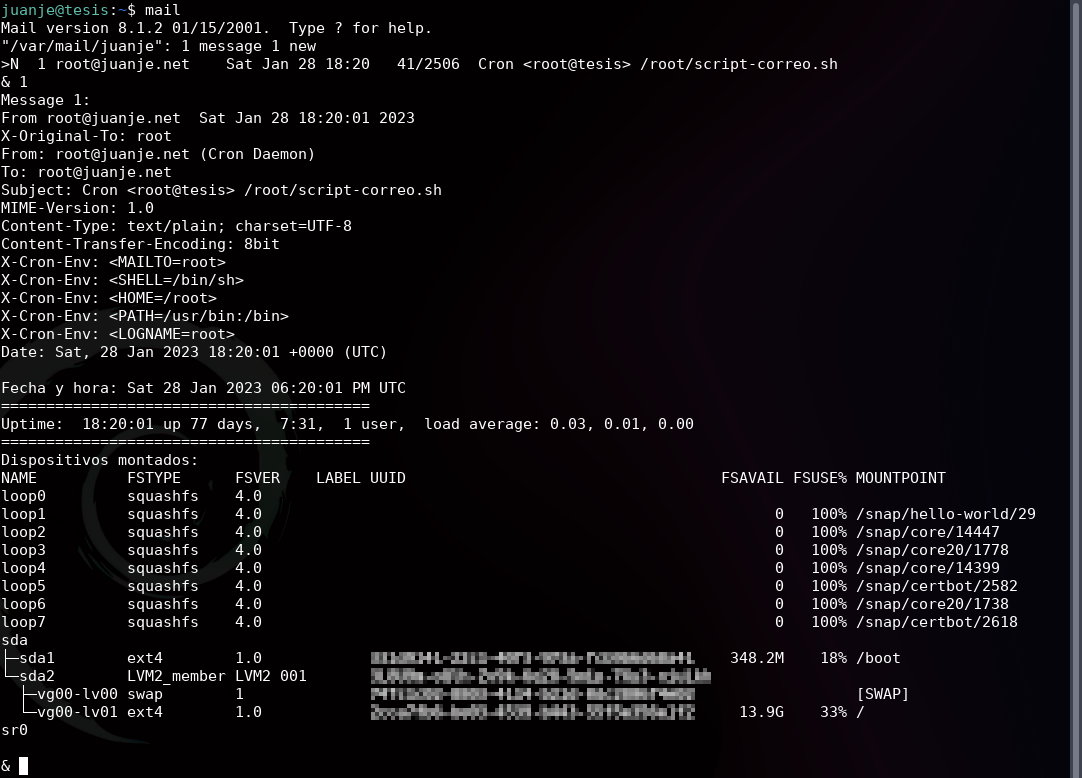 juanje@tesis:~$ mail
Mail version 8.1.2 01/15/2001.  Type ? for help.
"/var/mail/juanje": 1 message 1 new
>N  1 root@juanje.net    Sat Jan 28 18:20   41/2506  Cron <root@tesis> /root/script-correo.sh
& 1
Message 1:
From root@juanje.net  Sat Jan 28 18:20:01 2023
X-Original-To: root
From: root@juanje.net (Cron Daemon)
To: root@juanje.net
Subject: Cron <root@tesis> /root/script-correo.sh
MIME-Version: 1.0
Content-Type: text/plain; charset=UTF-8
Content-Transfer-Encoding: 8bit
X-Cron-Env: <MAILTO=root>
X-Cron-Env: <SHELL=/bin/sh>
X-Cron-Env: <HOME=/root>
X-Cron-Env: <PATH=/usr/bin:/bin>
X-Cron-Env: <LOGNAME=root>
Date: Sat, 28 Jan 2023 18:20:01 +0000 (UTC)

Fecha y hora: Sat 28 Jan 2023 06:20:01 PM UTC
=========================================
Uptime:  18:20:01 up 77 days,  7:31,  1 user,  load average: 0.03, 0.01, 0.00
=========================================
Dispositivos montados:
NAME          FSTYPE      FSVER    LABEL UUID                                   FSAVAIL FSUSE% MOUNTPOINT
loop0         squashfs    4.0
loop1         squashfs    4.0                                                         0   100% /snap/hello-world/29
loop2         squashfs    4.0                                                         0   100% /snap/core/14447
loop3         squashfs    4.0                                                         0   100% /snap/core20/1778
loop4         squashfs    4.0                                                         0   100% /snap/core/14399
loop5         squashfs    4.0                                                         0   100% /snap/certbot/2582
loop6         squashfs    4.0                                                         0   100% /snap/core20/1738
loop7         squashfs    4.0                                                         0   100% /snap/certbot/2618
sda
├─sda1        ext4        1.0                                                    348.2M    18% /boot
└─sda2        LVM2_member LVM2 001
  ├─vg00-lv00 swap        1                                                                    [SWAP]
  └─vg00-lv01 ext4        1.0                                                     13.9G    33% /
sr0

&